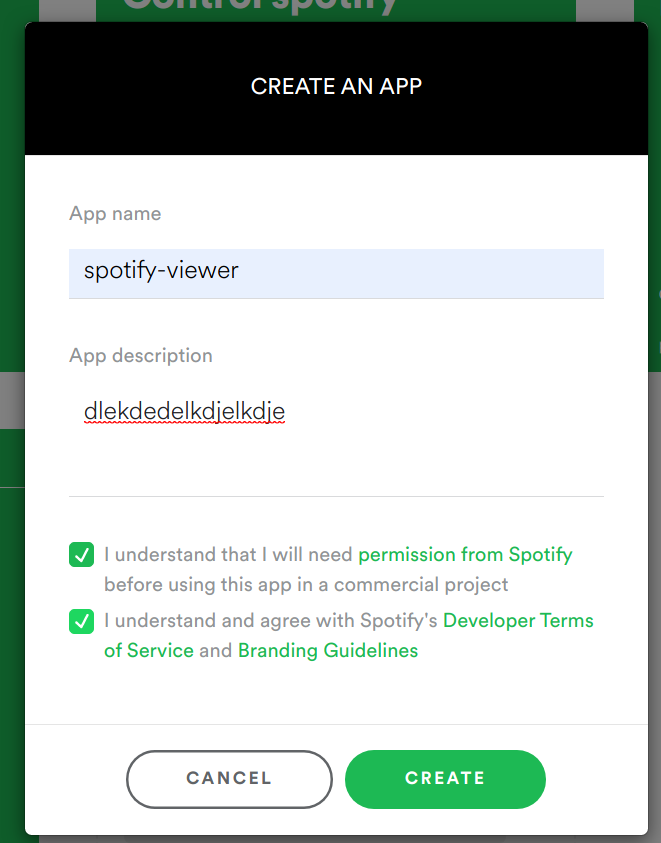 Control spotify
CREATE AN APP
App name
spotify-viewer
App description
dlekdedelkdjelkdje
I understand that I will need permission from Spotify
before using this app in a commercial project
I understand and agree with Spotify's Developer Terms
of Service and Branding Guidelines
CANCEL
CREATE